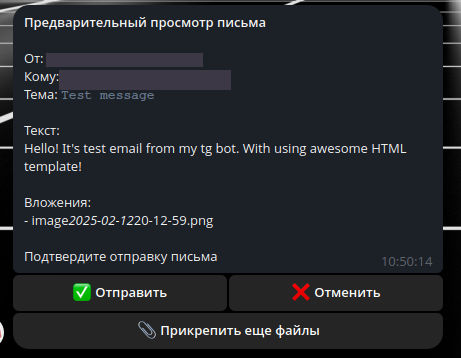 Предварительный просмотр письма
От:
Кому:
Тема: Test message
Текст:
Hello! It's test email from my tg bot. With using awesome HTML
template!
Вложения:
- image2025-02-1220-12-59.png
Подтвердите отправку письма
10:50:14
✅ Отправить
❌ Отменить
📎 Прикрепить еще файлы